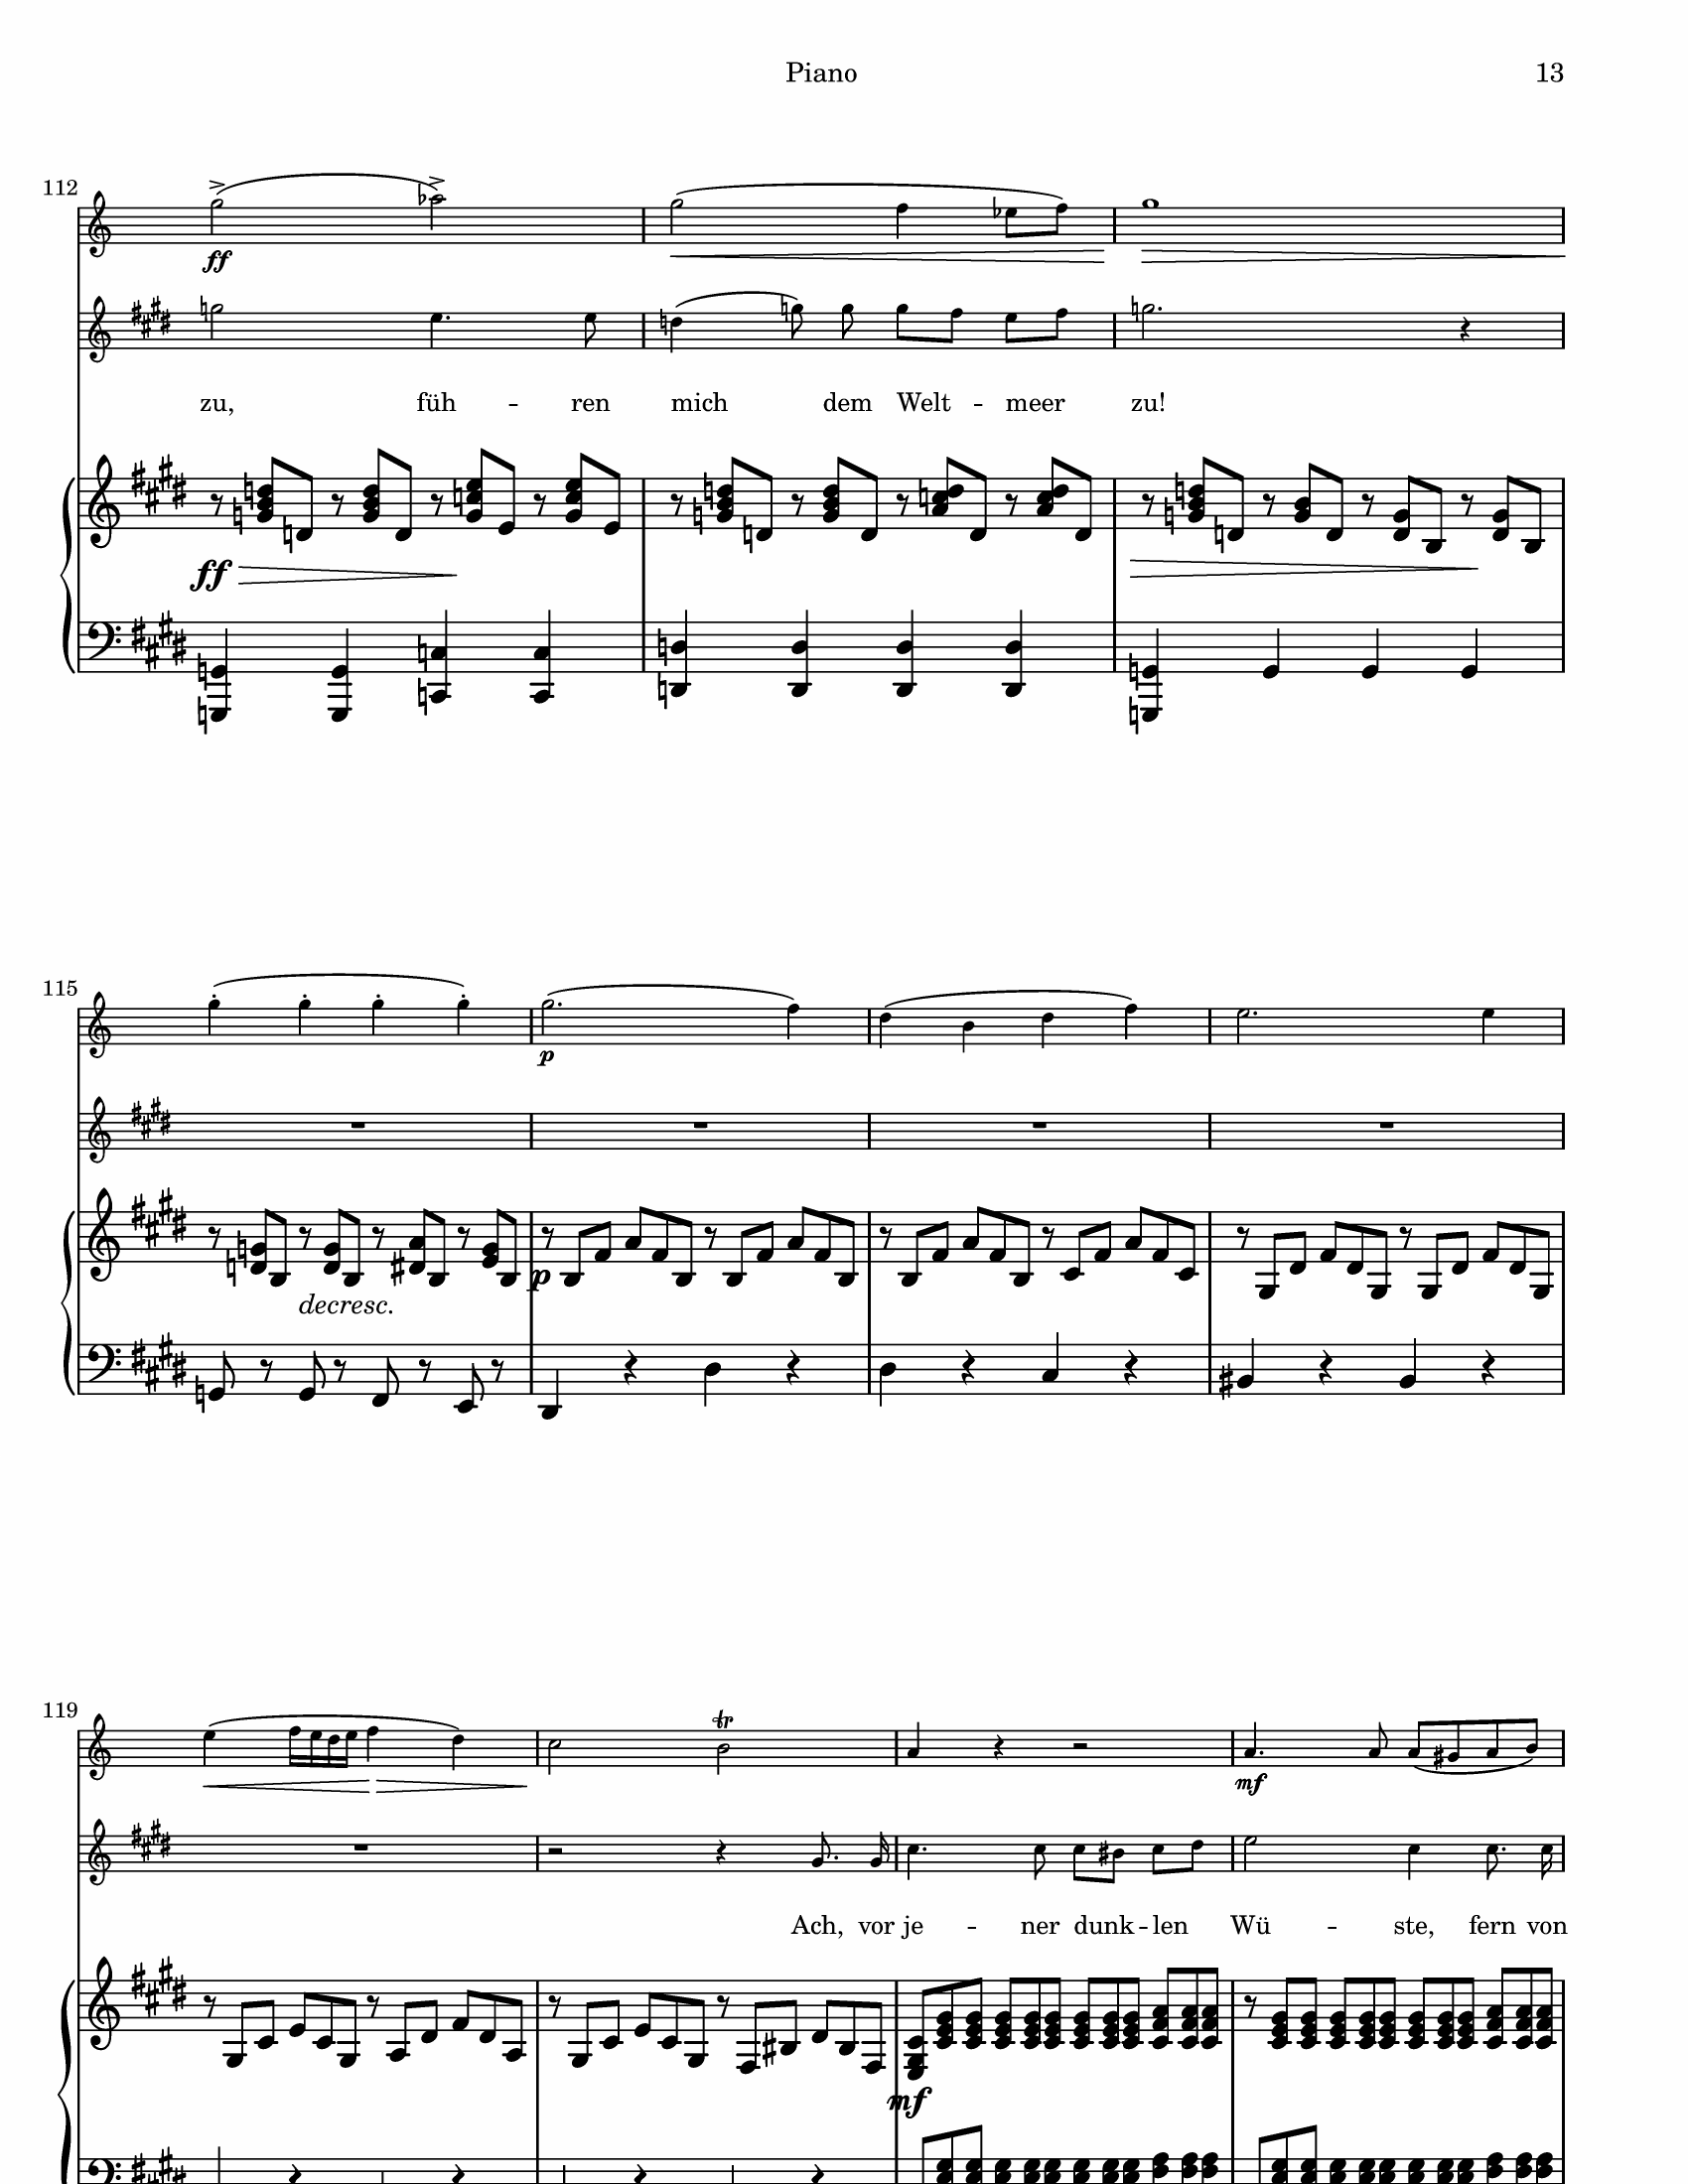 Piano 13
112
ff
zu, füh - ren mich dem Welt - meer zu!
ff
115
p
decresc.
p
119
tr
mf
Ach, vor je - ner dunk - len Wü - ste, fern von
mf